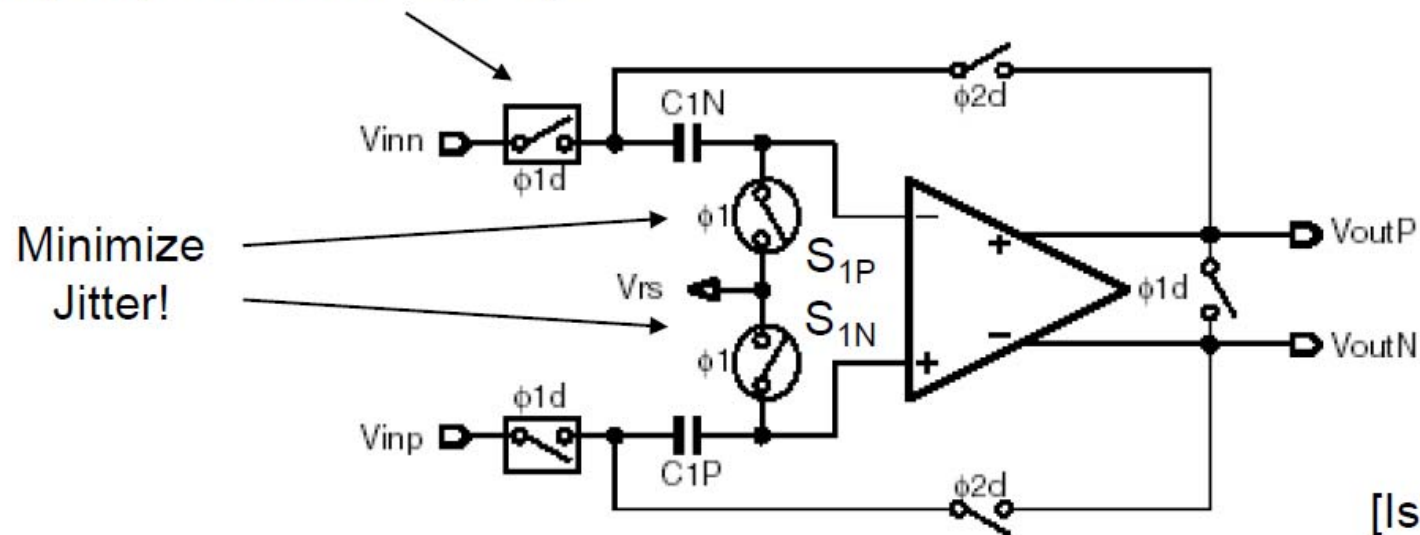 φ2d
C1N
Vinn
φ1d
Minimize
Jitter!
φ1
S1P
Vrs
S1N
φ1
+
−
−
+
φ1d
VoutP
VoutN
φ1d
Vinp
C1P
φ2d
[Is